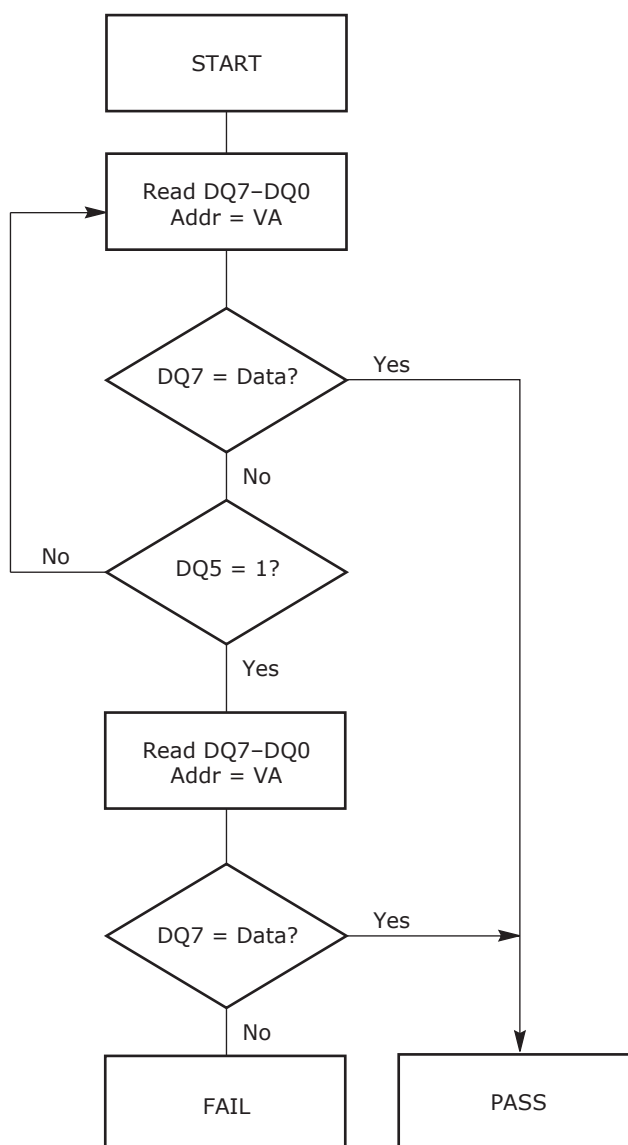 START
Read DQ7–DQ0
Addr = VA
DQ7 = Data?
Yes
No
DQ5 = 1?
No
Yes
Read DQ7–DQ0
Addr = VA
DQ7 = Data?
Yes
No
FAIL
PASS